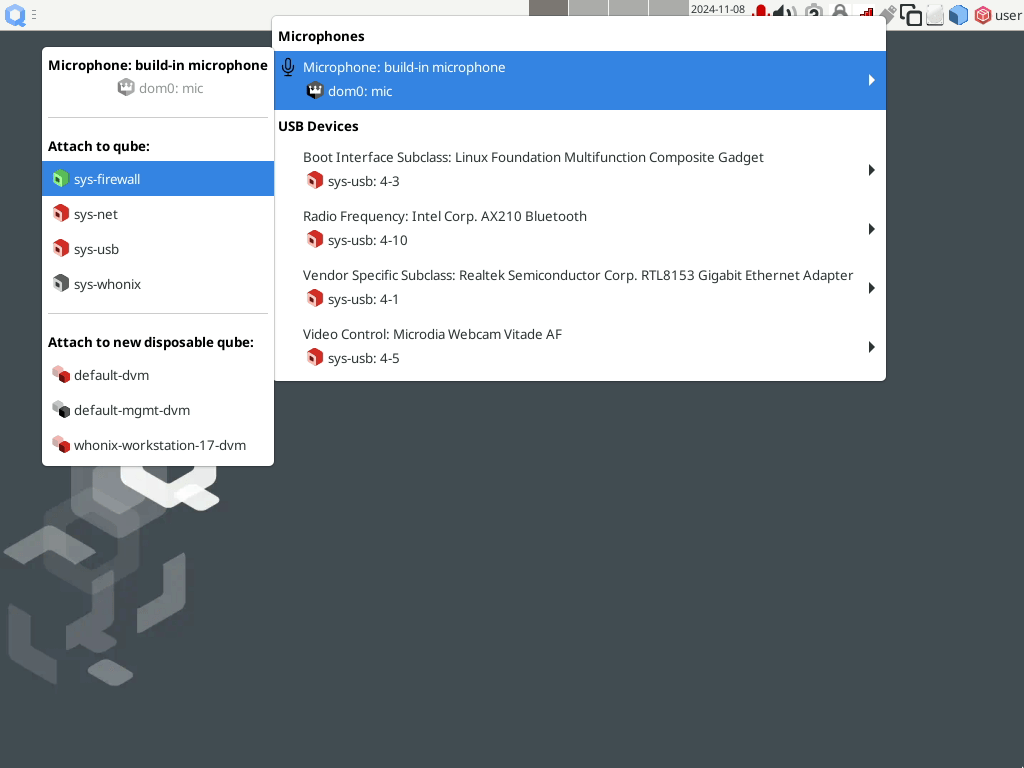 2024-11-08
user
Microphones
Microphone: build-in microphone
dom0: mic
USB Devices
Boot Interface Subclass: Linux Foundation Multifunction Composite Gadget
sys-usb: 4-3
Radio Frequency: Intel Corp. AX210 Bluetooth
sys-usb: 4-10
Vendor Specific Subclass: Realtek Semiconductor Corp. RTL8153 Gigabit Ethernet Adapter
sys-usb: 4-1
Video Control: Microdia Webcam Vitade AF
sys-usb: 4-5
Microphone: build-in microphone
dom0: mic
Attach to qube:
sys-firewall
sys-net
sys-usb
sys-whonix
Attach to new disposable qube:
default-dvm
default-mgmt-dvm
whonix-workstation-17-dvm